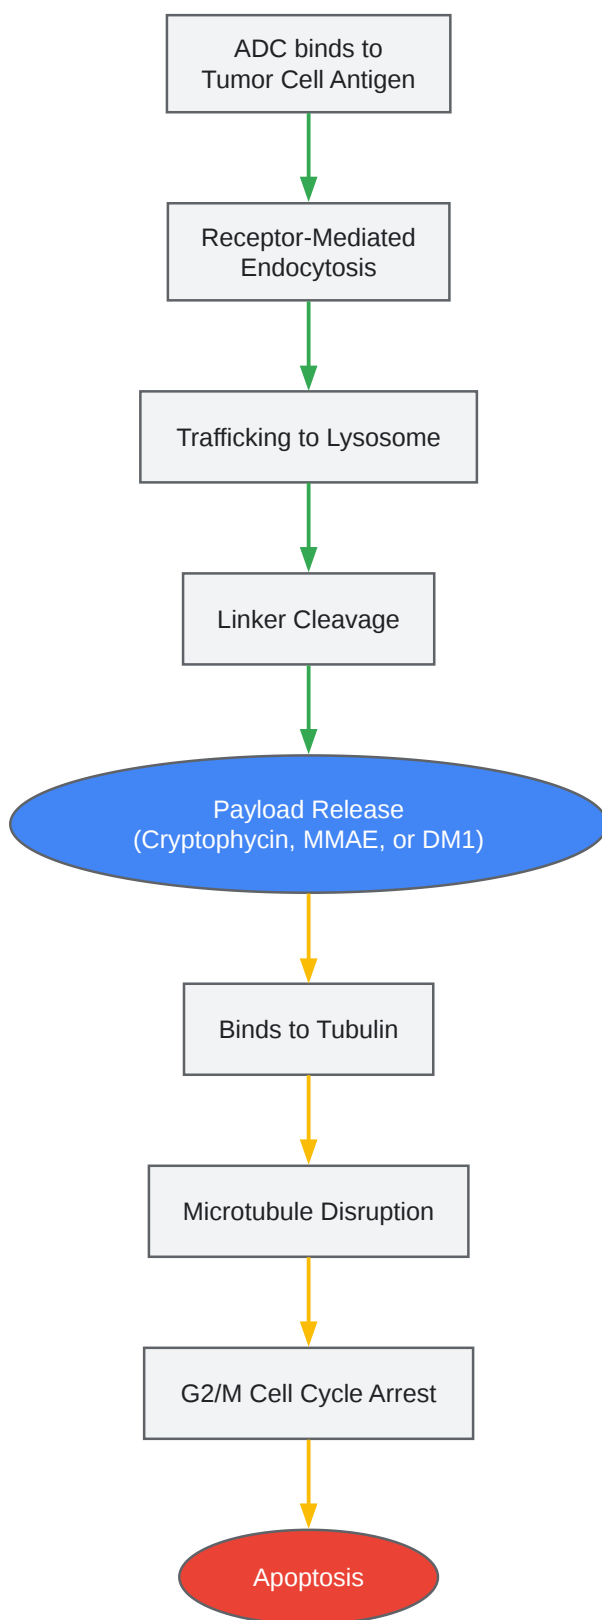 ADC binds to
Tumor Cell Antigen
Receptor-Mediated
Endocytosis
Trafficking to Lysosome
Linker Cleavage
Payload Release
(Cryptophycin, MMAE, or DM1)
Binds to Tubulin
Microtubule Disruption
G2/M Cell Cycle Arrest
Apoptosis